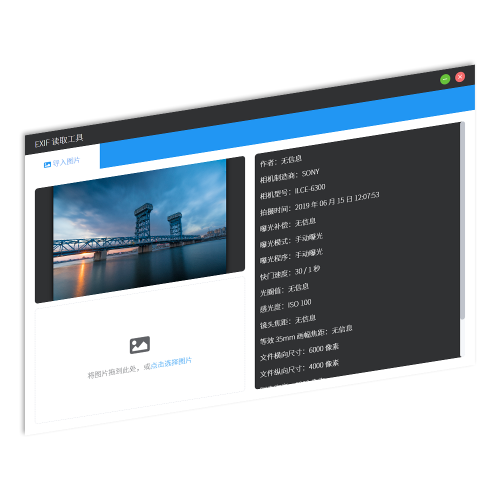 EXIF 读取工具
导入图片
作者：无信息
相机制造商：SONY
相机型号：ILCE-6300
拍摄时间：2019 年 06 月 15 日 12:07:53
曝光补偿：无信息
曝光模式：手动曝光
曝光程序：手动曝光
快门速度：30 / 1 秒
光圈值：无信息
感光度：ISO 100
镜头焦距：无信息
等效 35mm 画幅焦距：无信息
文件横向尺寸：6000 像素
文件纵向尺寸：4000 像素
将图片拖到此处，或点击选择图片